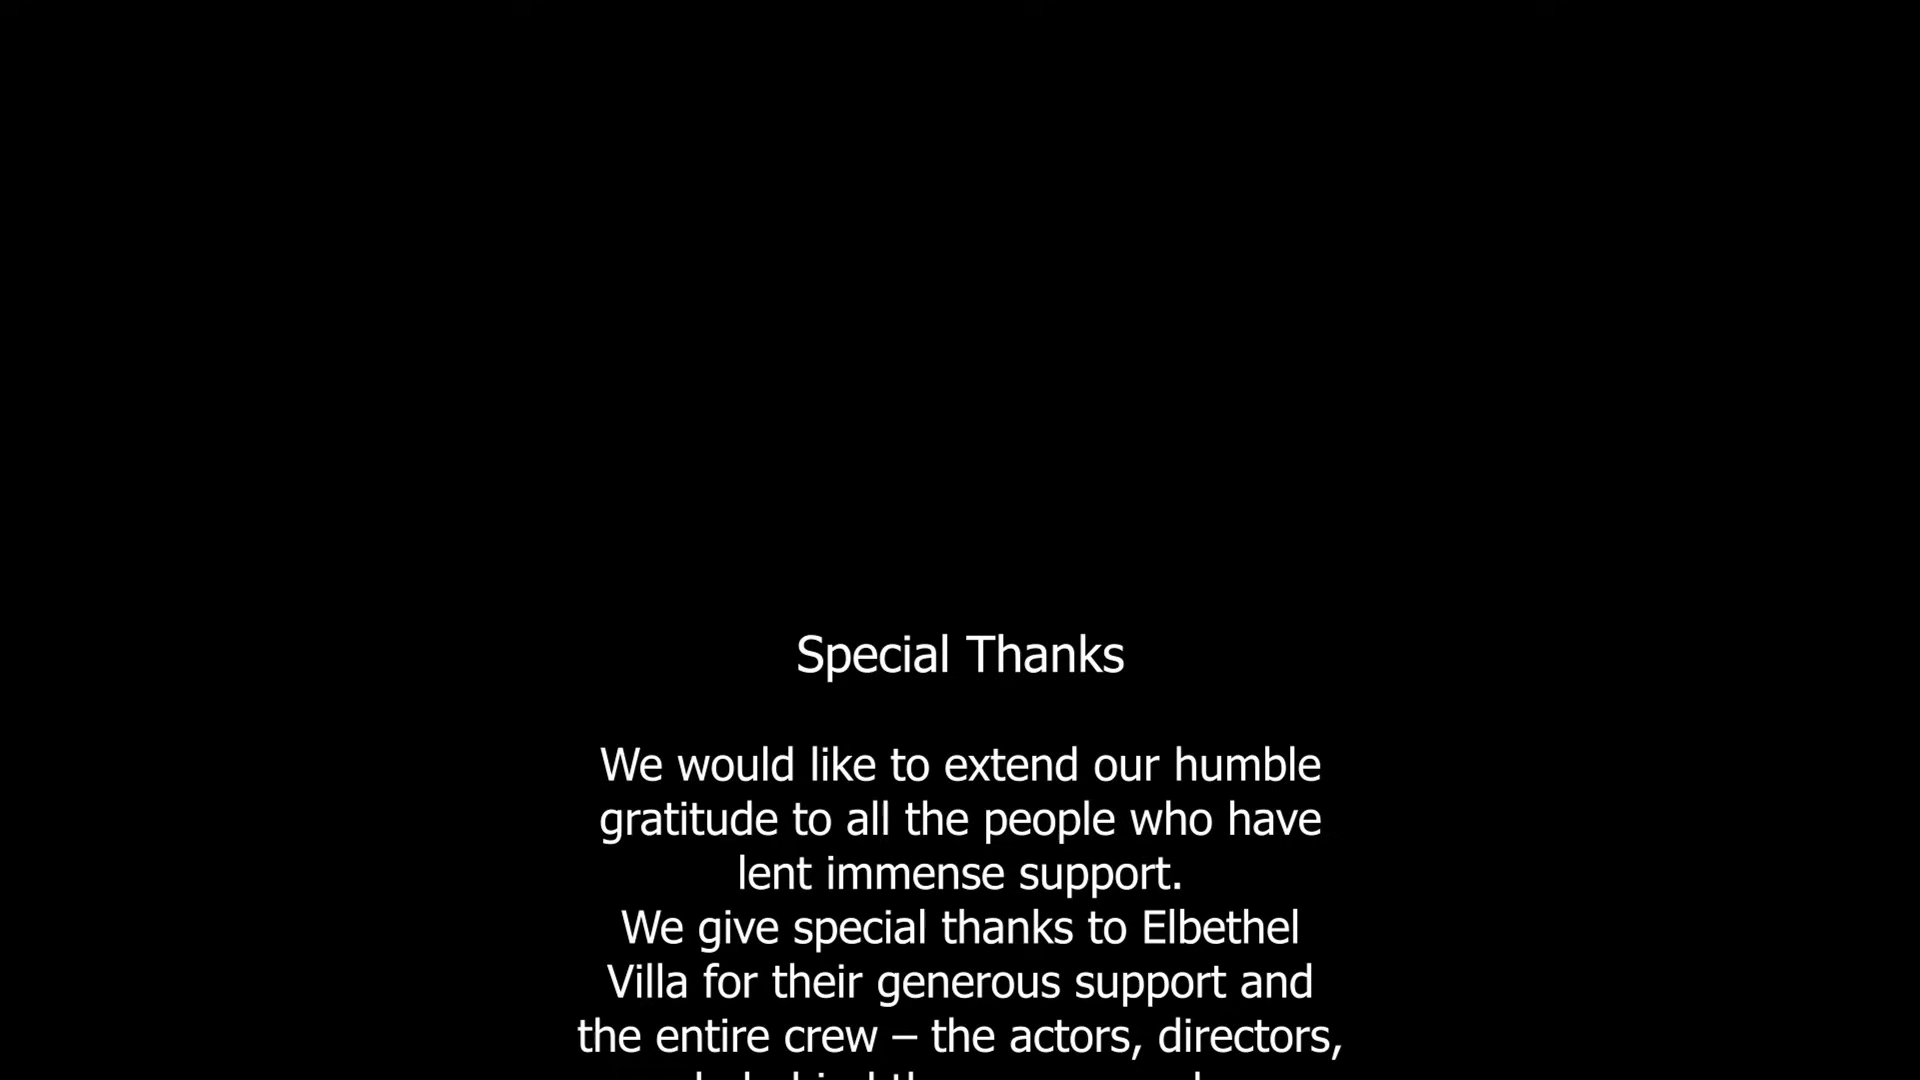 Special Thanks
We would like to extend our humble
gratitude to all the people who have
lent immense support.
We give special thanks to Elbethel
Villa for their generous support and
the entire crew – the actors, directors,